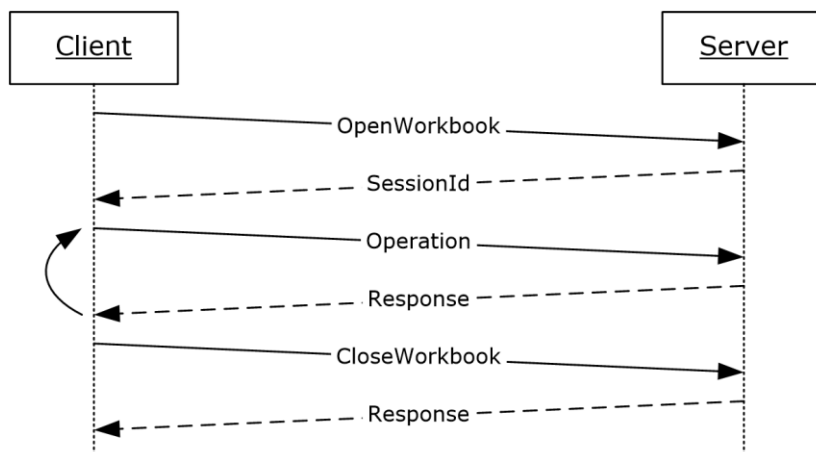 Client
Server
OpenWorkbook
SessionId
Operation
Response
CloseWorkbook
Response